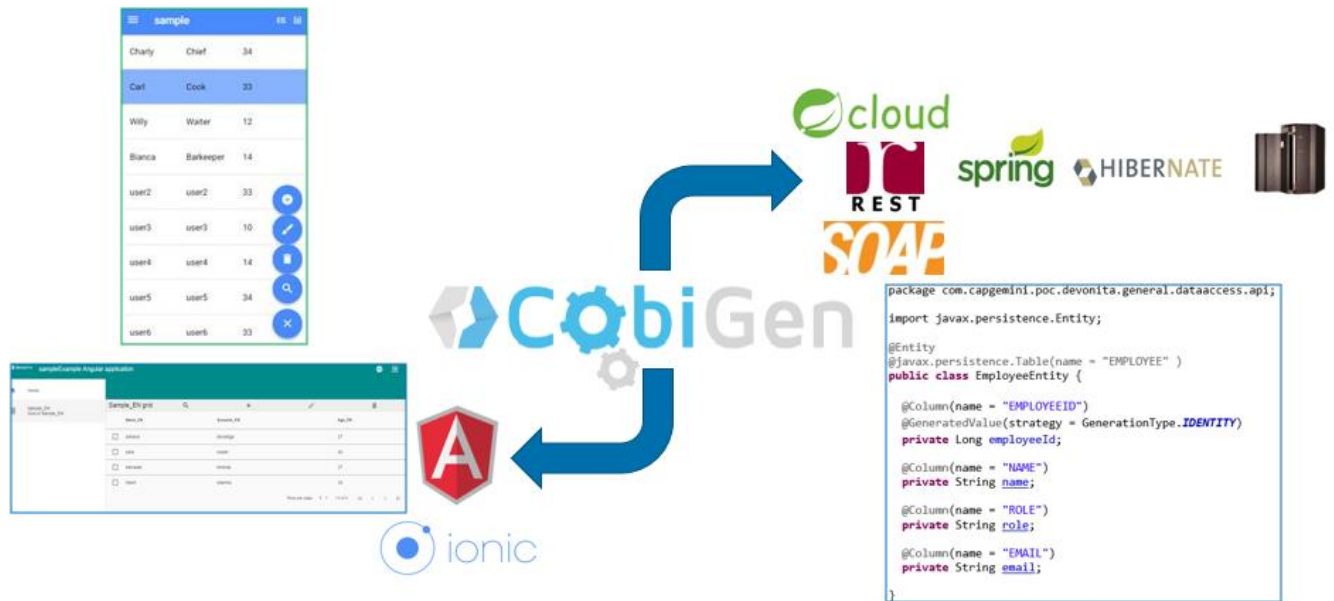 sample
Charly Chief 34
Carl Cook 33
Willy Waiter 12
Bianca Barkeeper 14
user2 user2 33
user3 user3 10
user4 user4 14
user5 user5 34
user6 user6 33
sampleExample Angular application
Sample_EN grid
A
ionic
CobiGen
cloud
r
REST
SOAP
spring
HIBERNATE
package com.capgemini.poc.devonita.general.dataaccess.api;
import javax.persistence.Entity;
@Entity
@javax.persistence.Table(name = "EMPLOYEE" )
public class EmployeeEntity {
@Column(name = "EMPLOYEEID")
@GeneratedValue(strategy = GenerationType.IDENTITY)
private Long employeeId;
@Column(name = "NAME")
private String name;
@Column(name = "ROLE")
private String role;
@Column(name = "EMAIL")
private String email;
}